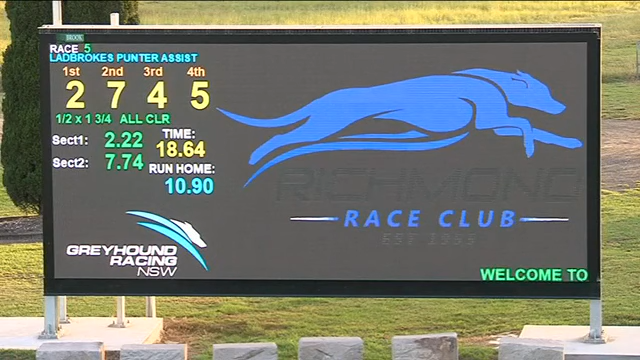 BROOK
RACE 5
LADBROKES PUNTER ASSIST
1st 2nd 3rd 4th
2 7 4 5
1/2 x 1 3/4 ALL CLR
Sect1: 2.22
TIME:
18.64
Sect2: 7.74
RUN HOME:
10.90
RICHMOND
RACE CLUB
EST 1955
GREYHOUND
RACING
NSW
WELCOME TO